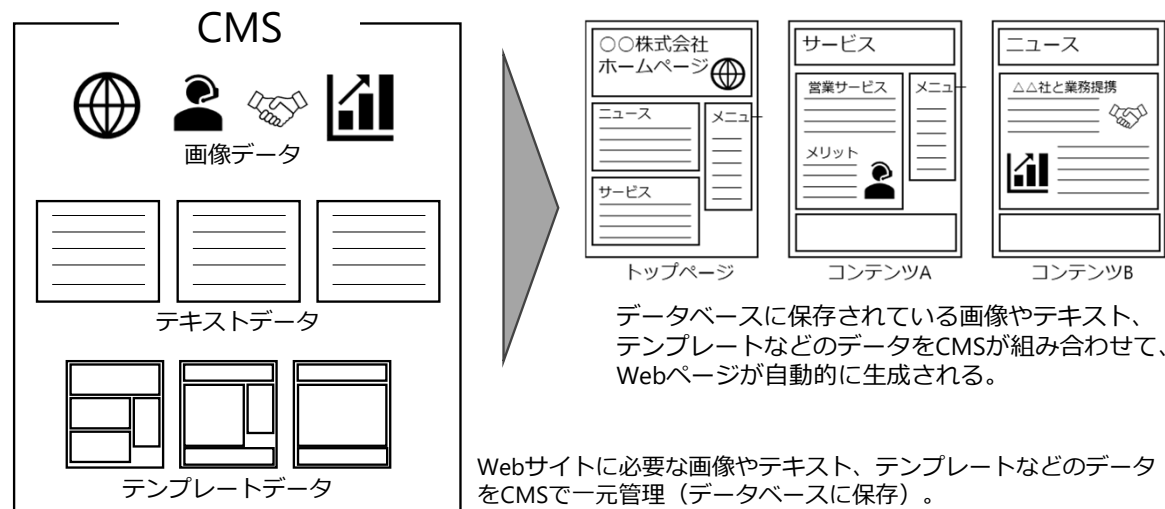 CMS
画像データ
テキストデータ
テンプレートデータ
○○株式会社
ホームページ
ニュース
メニュー
サービス
トップページ
サービス
営業サービス
メニュー
メリット
コンテンツA
ニュース
△△社と業務提携
コンテンツB
データベースに保存されている画像やテキスト、
テンプレートなどのデータをCMSが組み合わせて、
Webページが自動的に生成される。
Webサイトに必要な画像やテキスト、テンプレートなどのデータ
をCMSで一元管理（データベースに保存）。